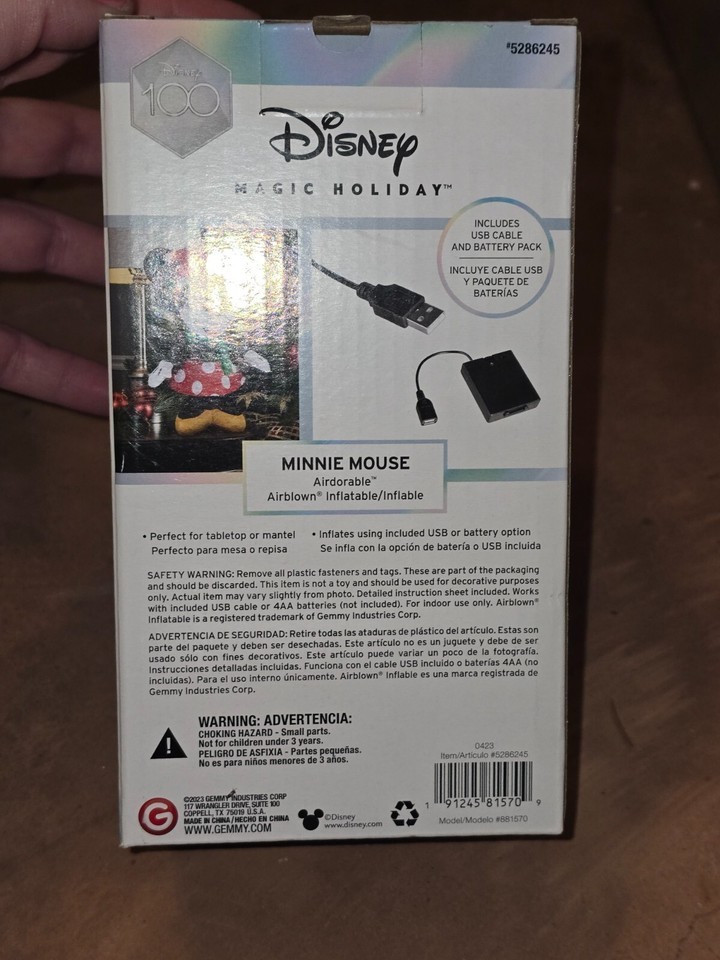 Disney
100
#5286245
Disney
MAGIC HOLIDAY™
INCLUDES
USB CABLE
AND BATTERY PACK
INCLUYE CABLE USB
Y PAQUETE DE
BATERÍAS
MINNIE MOUSE
Airdorable™
Airblown® Inflatable/Inflable
• Perfect for tabletop or mantel
Perfecto para mesa o repisa
• Inflates using included USB or battery option
Se infla con la opción de batería o USB incluida
SAFETY WARNING: Remove all plastic fasteners and tags. These are part of the packaging
and should be discarded. This item is not a toy and should be used for decorative purposes
only. Actual item may vary slightly from photo. Detailed instruction sheet included. Works
with included USB cable or 4AA batteries (not included). For indoor use only. Airblown®
Inflatable is a registered trademark of Gemmy Industries Corp.
ADVERTENCIA DE SEGURIDAD: Retire todas las ataduras de plástico del artículo. Estas son
parte del paquete y deben ser desechadas. Este artículo no es un juguete y debe de ser
usado sólo con fines decorativos. Este artículo puede variar un poco de la fotografía.
Instrucciones detalladas incluidas. Funciona con el cable USB incluido o baterías 4AA (no
incluidas). Para el uso interno únicamente. Airblown® Inflable es una marca registrada de
Gemmy Industries Corp.
WARNING: ADVERTENCIA:
CHOKING HAZARD - Small parts.
Not for children under 3 years.
PELIGRO DE ASFIXIA - Partes pequeñas.
No es para niños menores de 3 años.
G
©2023 GEMMY INDUSTRIES CORP
117 WRANGLER DRIVE, SUITE 100
COPPELL, TX 75019 U.S.A.
MADE IN CHINA/HECHO EN CHINA
WWW.GEMMY.COM
©Disney
www.disney.com
0423
Item/Artículo #5286245
1 91245 81570 9
Model/Modelo #881570